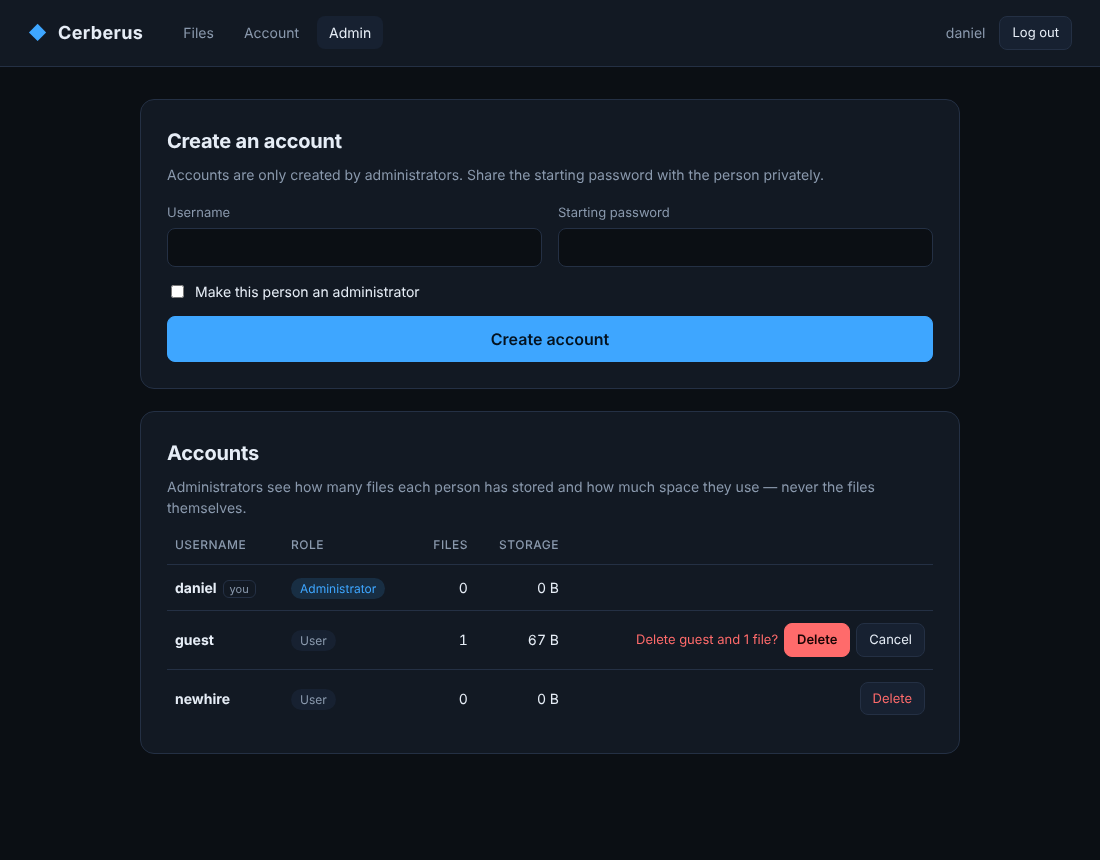 Cerberus Files Account Admin daniel Log out
Create an account
Accounts are only created by administrators. Share the starting password with the person privately.
Username Starting password
Make this person an administrator
Create account
Accounts
Administrators see how many files each person has stored and how much space they use — never the files
themselves.
USERNAME ROLE FILES STORAGE
daniel you Administrator 0 0 B
guest User 1 67 B Delete guest and 1 file? Delete Cancel
newhire User 0 0 B Delete